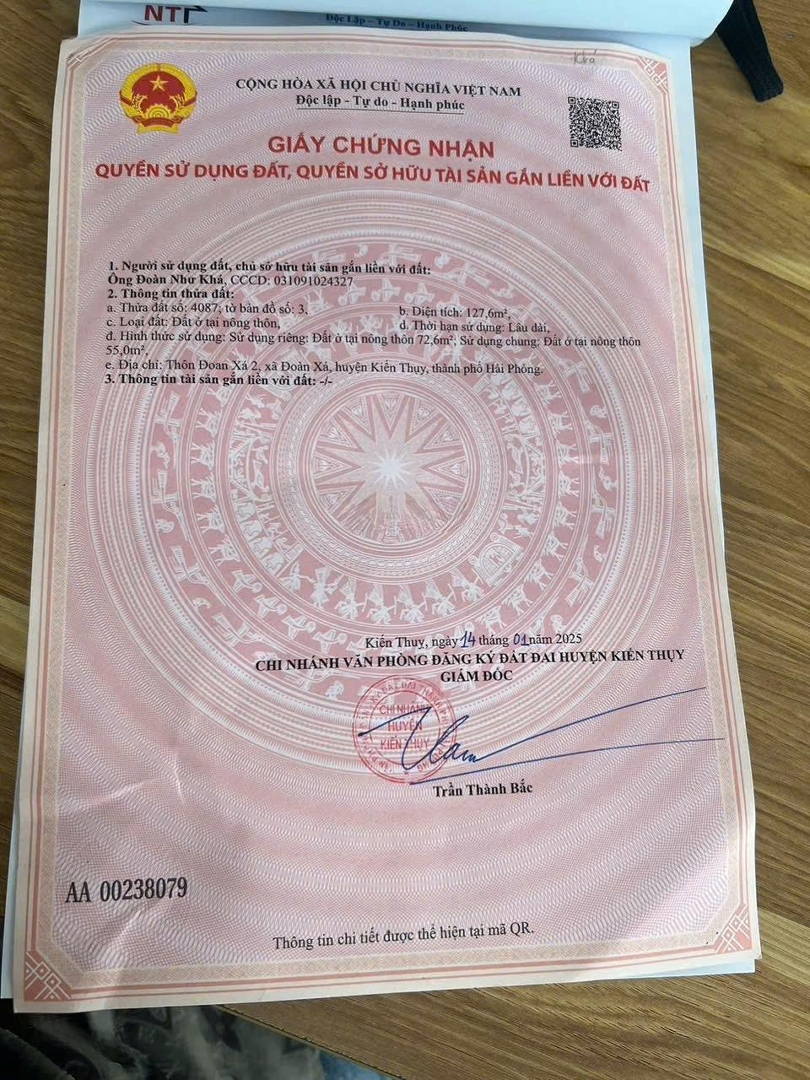 NTT
Độc Lập – Tự Do – Hạnh Phúc
Khá
CỘNG HÒA XÃ HỘI CHỦ NGHĨA VIỆT NAM
Độc lập - Tự do - Hạnh phúc
GIẤY CHỨNG NHẬN
QUYỀN SỬ DỤNG ĐẤT, QUYỀN SỞ HỮU TÀI SẢN GẮN LIỀN VỚI ĐẤT
1. Người sử dụng đất, chủ sở hữu tài sản gắn liền với đất:
Ông Đoàn Như Khá, CCCD: 031091024327
2. Thông tin thửa đất:
a. Thửa đất số: 4087; tờ bản đồ số: 3, b. Diện tích: 127,6m²,
c. Loại đất: Đất ở tại nông thôn, d. Thời hạn sử dụng: Lâu dài,
đ. Hình thức sử dụng: Sử dụng riêng: Đất ở tại nông thôn 72,6m²; Sử dụng chung: Đất ở tại nông thôn
55,0m²,
e. Địa chỉ: Thôn Đoan Xá 2, xã Đoàn Xá, huyện Kiến Thụy, thành phố Hải Phòng.
3. Thông tin tài sản gắn liền với đất: -/-
Kiến Thụy, ngày 14 tháng 01 năm 2025
CHI NHÁNH VĂN PHÒNG ĐĂNG KÝ ĐẤT ĐAI HUYỆN KIẾN THỤY
GIÁM ĐỐC
CHI NHÁNH
HUYỆN
KIẾN THỤY
Trần Thành Bắc
AA 00238079
Thông tin chi tiết được thể hiện tại mã QR.